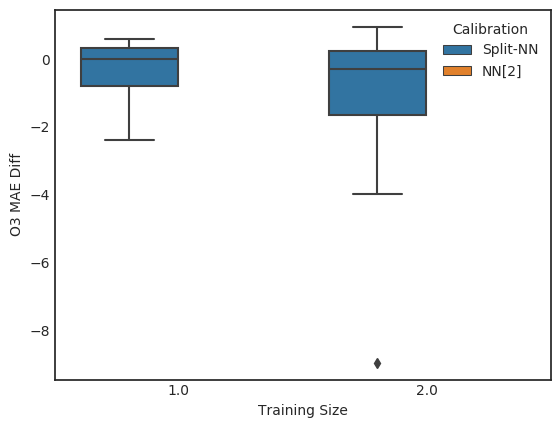 Calibration
Split-NN
NN[2]
0
−2
−4
−6
−8
O3 MAE Diff
1.0
2.0
Training Size